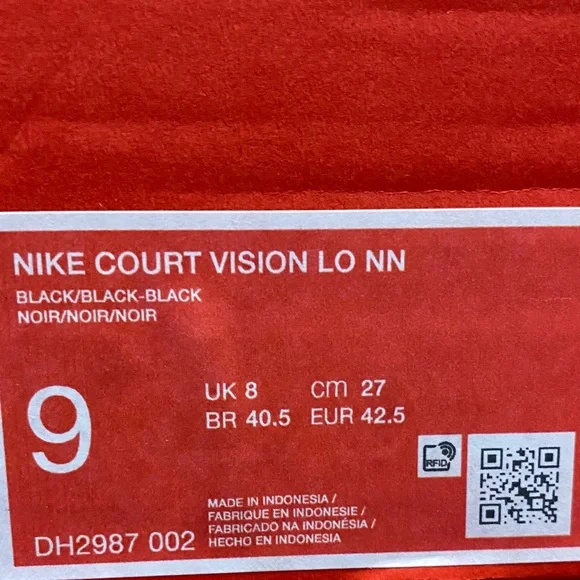 NIKE COURT VISION LO NN
BLACK/BLACK-BLACK
NOIR/NOIR/NOIR
9
UK 8 cm 27
BR 40.5 EUR 42.5
RFID
MADE IN INDONESIA /
FABRIQUE EN INDONESIE /
FABRICADO NA INDONÉSIA /
HECHO EN INDONESIA
DH2987 002